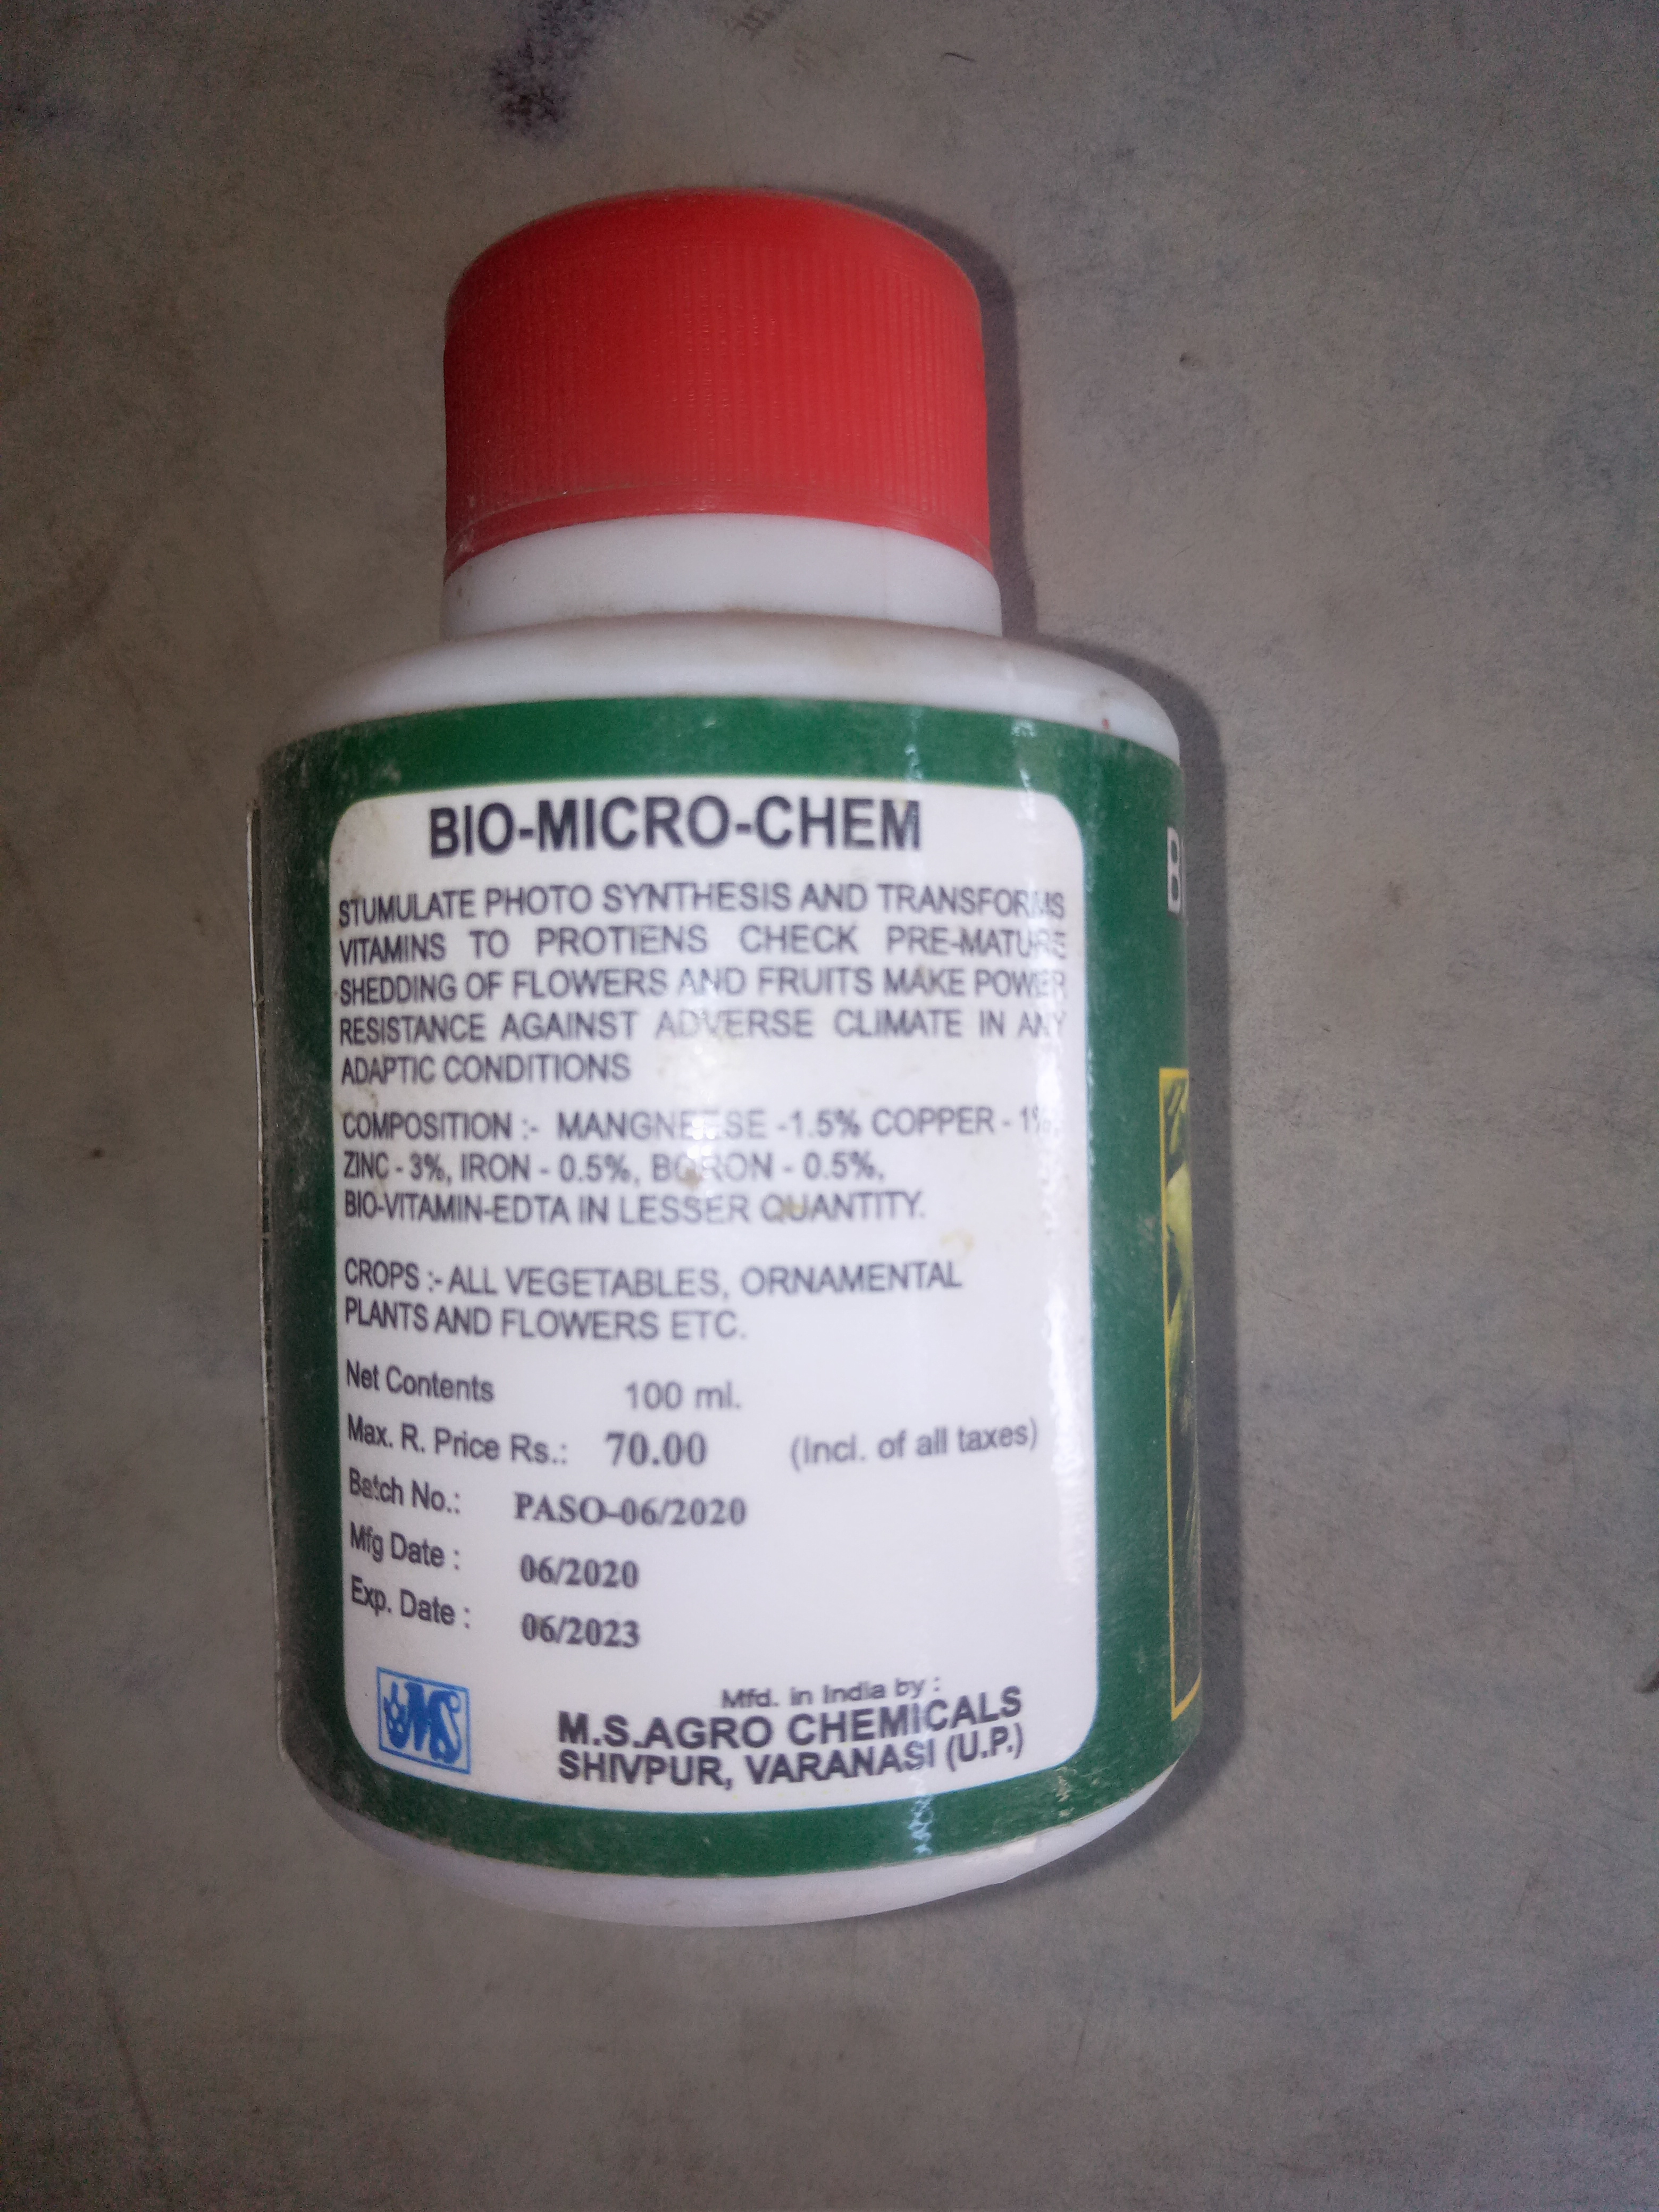 BIO-MICRO-CHEM
STUMULATE PHOTO SYNTHESIS AND TRANSFORMS
VITAMINS TO PROTIENS CHECK PRE-MATURE
SHEDDING OF FLOWERS AND FRUITS MAKE POWER
RESISTANCE AGAINST ADVERSE CLIMATE IN ANY
ADAPTIC CONDITIONS
COMPOSITION :- MANGNEESE -1.5% COPPER - 1%,
ZINC - 3%, IRON - 0.5%, BORON - 0.5%,
BIO-VITAMIN-EDTA IN LESSER QUANTITY.
CROPS :- ALL VEGETABLES, ORNAMENTAL
PLANTS AND FLOWERS ETC.
Net Contents 100 ml.
Max. R. Price Rs.: 70.00 (Incl. of all taxes)
Batch No.: PASO-06/2020
Mfg Date : 06/2020
Exp. Date : 06/2023
MS
Mfd. in India by :
M.S.AGRO CHEMICALS
SHIVPUR, VARANASI (U.P.)